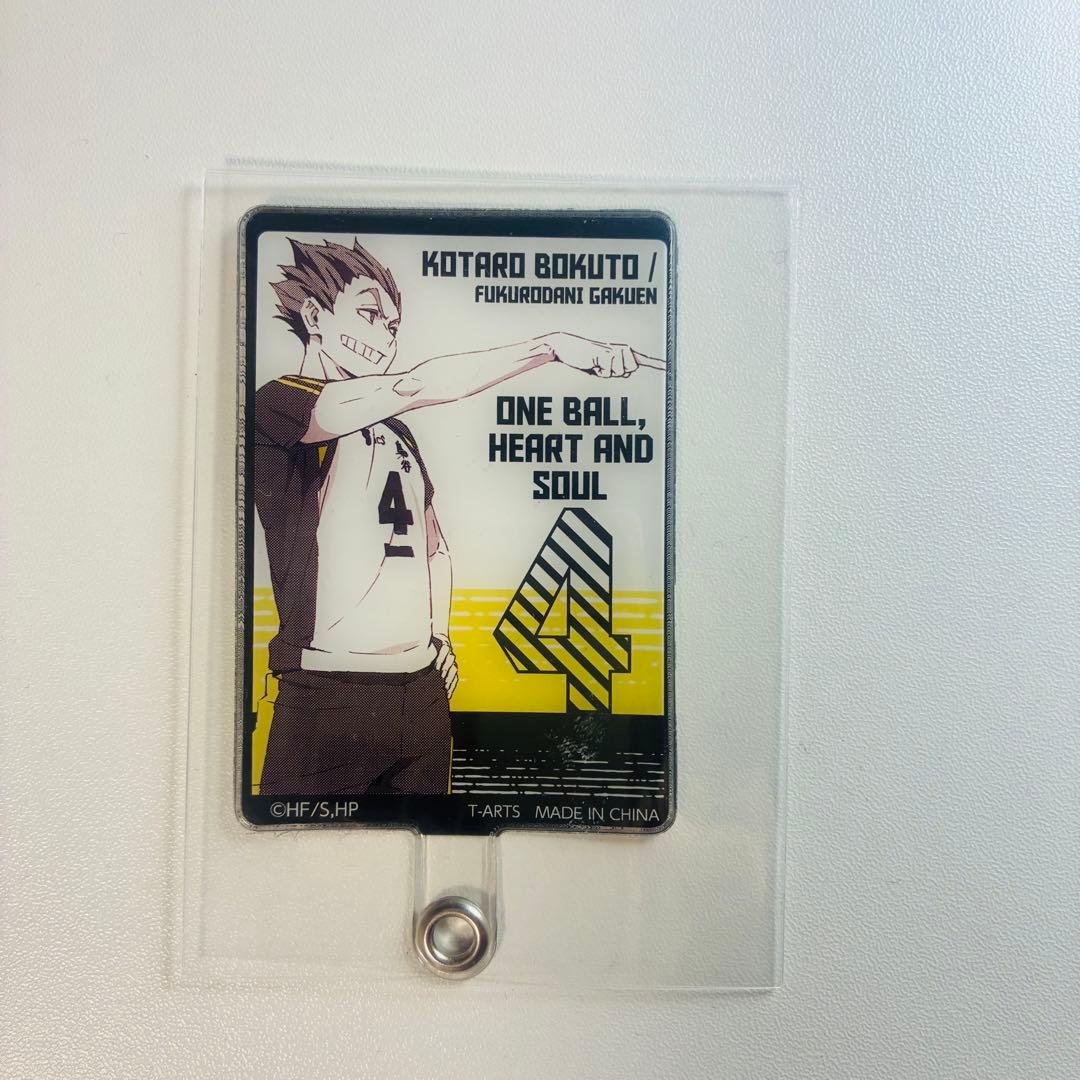 KOTARO BOKUTO /
FUKURODANI GAKUEN
ONE BALL,
HEART AND
SOUL
4
4
©HF/S,HP
T-ARTS MADE IN CHINA